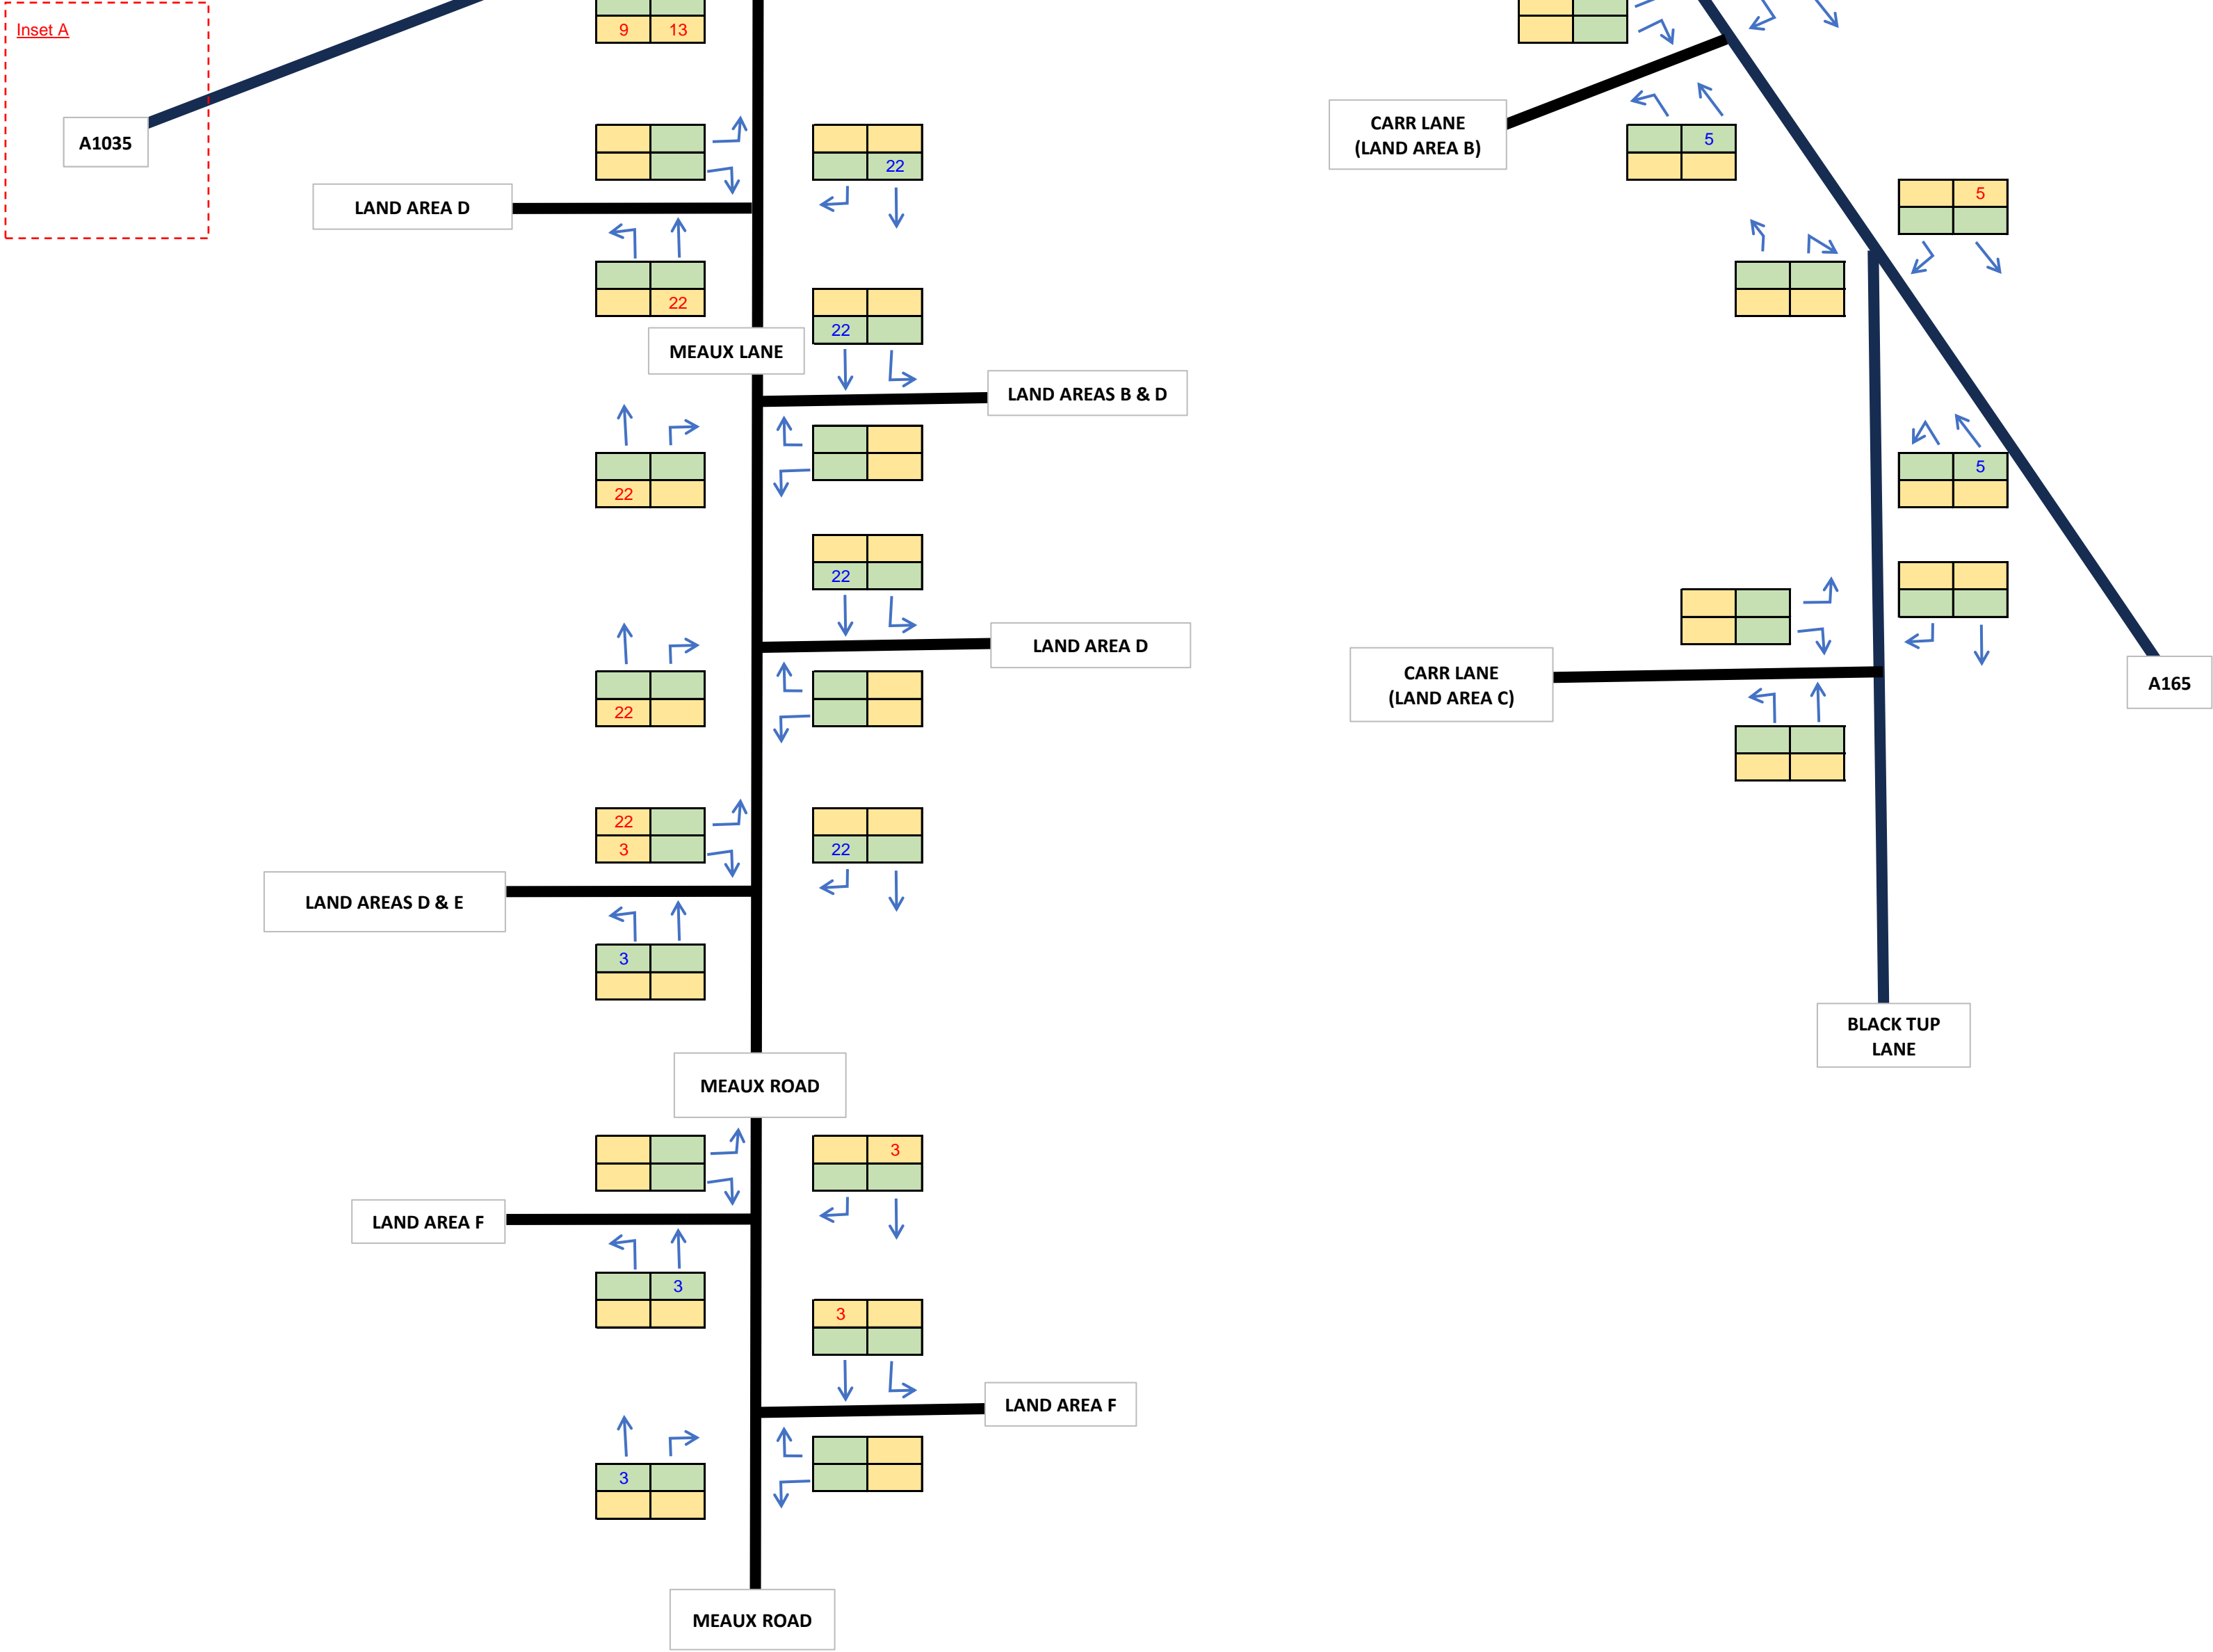 Inset A
9 13
A1035
CARR LANE
(LAND AREA B)
5
22
5
LAND AREA D
22
22
MEAUX LANE
LAND AREAS B & D
22
5
22
LAND AREA D
22
CARR LANE
(LAND AREA C)
A165
22
3
22
LAND AREAS D & E
3
BLACK TUP
LANE
MEAUX ROAD
3
LAND AREA F
3
3
LAND AREA F
3
MEAUX ROAD